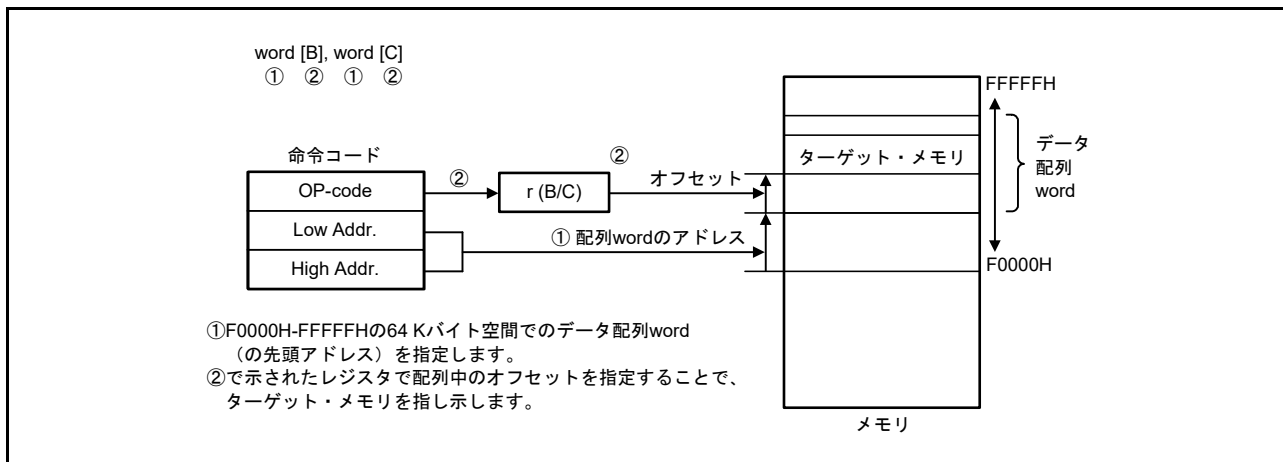 word [B], word [C]
① ② ① ②
命令コード
OP-code
Low Addr.
High Addr.
②
r (B/C)
②
オフセット
① 配列wordのアドレス
ターゲット・メモリ
FFFFFH
データ
配列
word
F0000H
メモリ
①F0000H-FFFFFHの64 Kバイト空間でのデータ配列word
（の先頭アドレス）を指定します。
②で示されたレジスタで配列中のオフセットを指定することで、
ターゲット・メモリを指し示します。